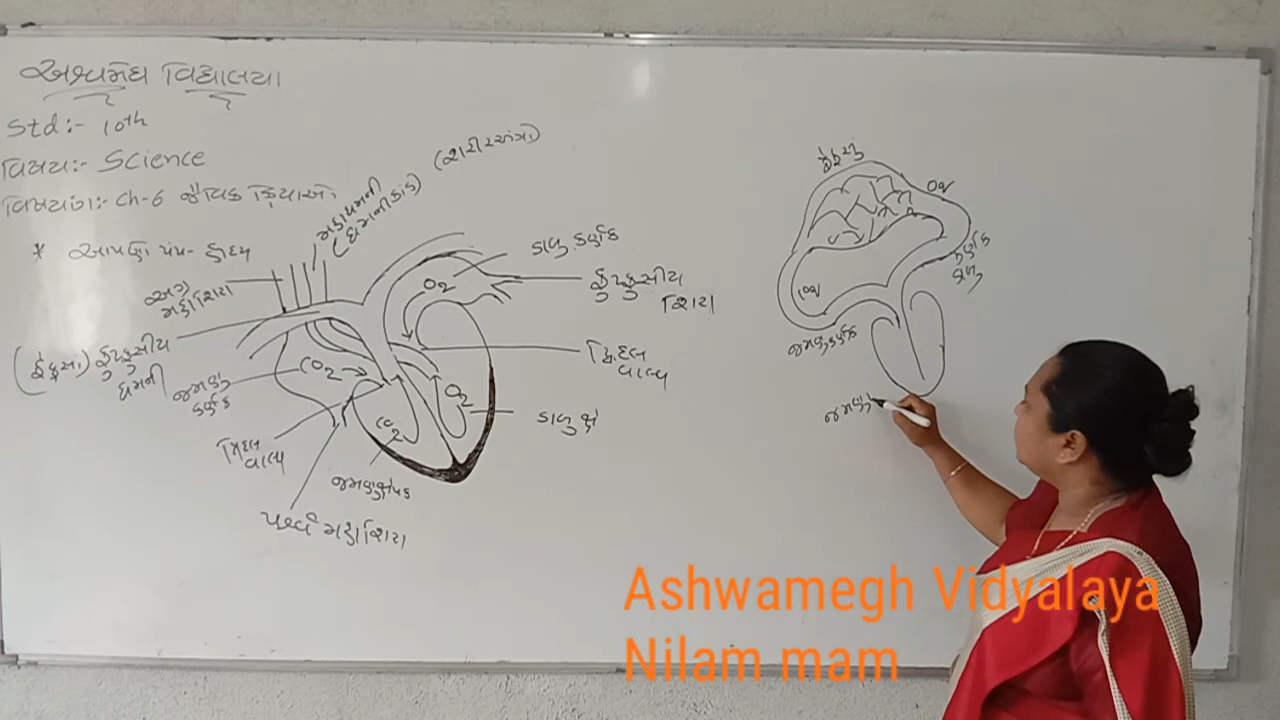 અશ્વમેઘ વિદ્યાલયા
Std:- 10th
વિષય:- Science
વિષયાંગ:- Ch-6 જૈવિક ક્રિયાઓ
* આપણા પંપ- હૃદય
(શરીરઅંગો)
મહાધમની
(ધમનીકાંડ)
અગ્ર
મહાશિરા
(ફેફસા) ફુપ્ફુસીય
ધમની
જમણું
કર્ણક
ત્રિદલ
વાલ્વ
પશ્ચ મહાશિરા
જમણુંક્ષેપક
ડાબુ કર્ણક
ફુપ્ફુસીય
શિરા
દ્વિદલ
વાલ્વ
ડાબુ ક્ષે
O2
CO2
O2
CO2
ફેફસુ
O2
કર્ણક
ડાબુ
CO2
જમણુકર્ણક
જમણું
Ashwamegh Vidyalaya
Nilam mam